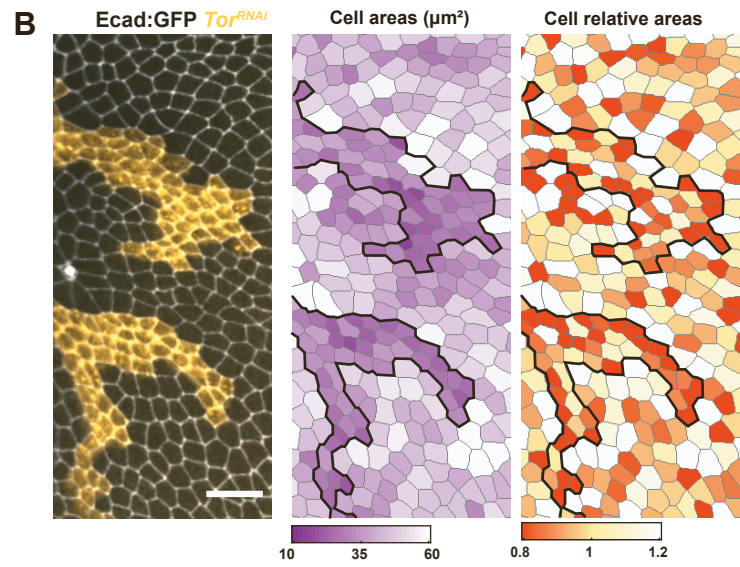 B
Ecad:GFP Tor^RNAi
Cell areas (µm²)
Cell relative areas
10 35 60
0.8 1 1.2